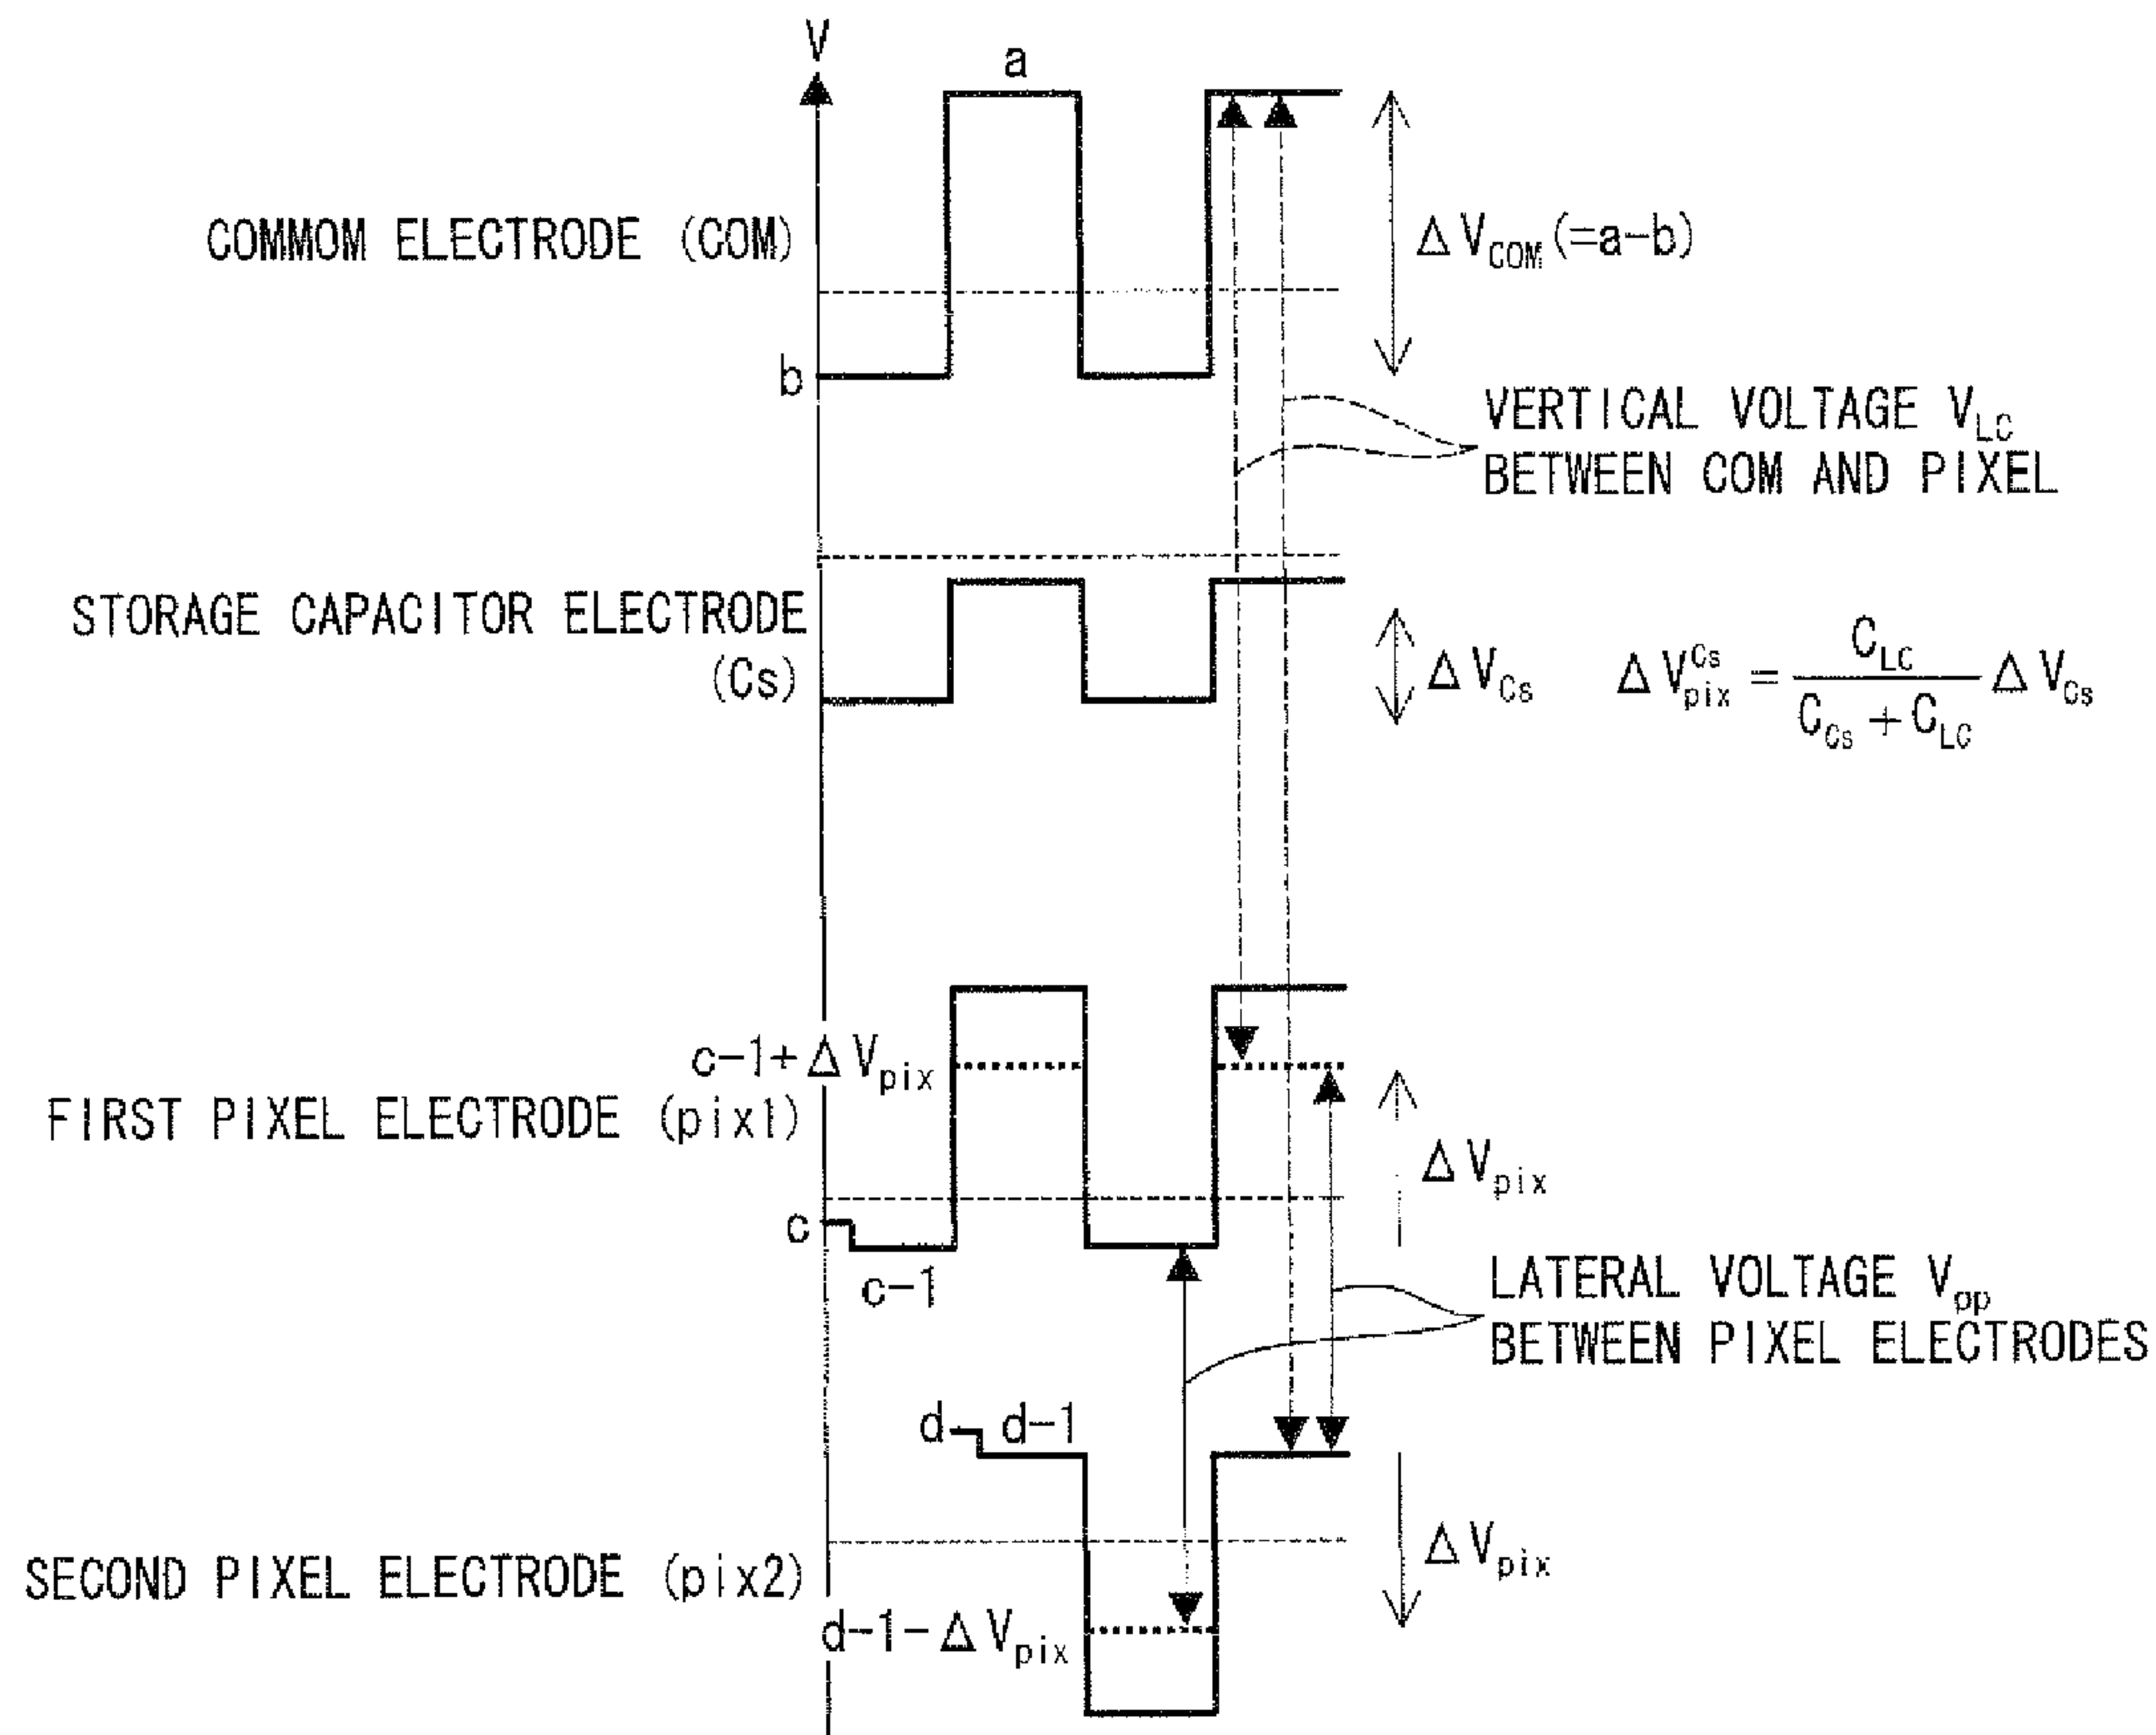 V
a
COMMOM ELECTRODE (COM)
ΔV_COM (=a-b)
b
VERTICAL VOLTAGE V_LC
BETWEEN COM AND PIXEL
STORAGE CAPACITOR ELECTRODE
(Cs)
ΔV_Cs
ΔV_pix^Cs = C_LC / (C_Cs + C_LC) ΔV_Cs
c-1+ΔV_pix
FIRST PIXEL ELECTRODE (pix1)
ΔV_pix
c
c-1
LATERAL VOLTAGE V_pp
BETWEEN PIXEL ELECTRODES
d
d-1
SECOND PIXEL ELECTRODE (pix2)
ΔV_pix
d-1-ΔV_pix